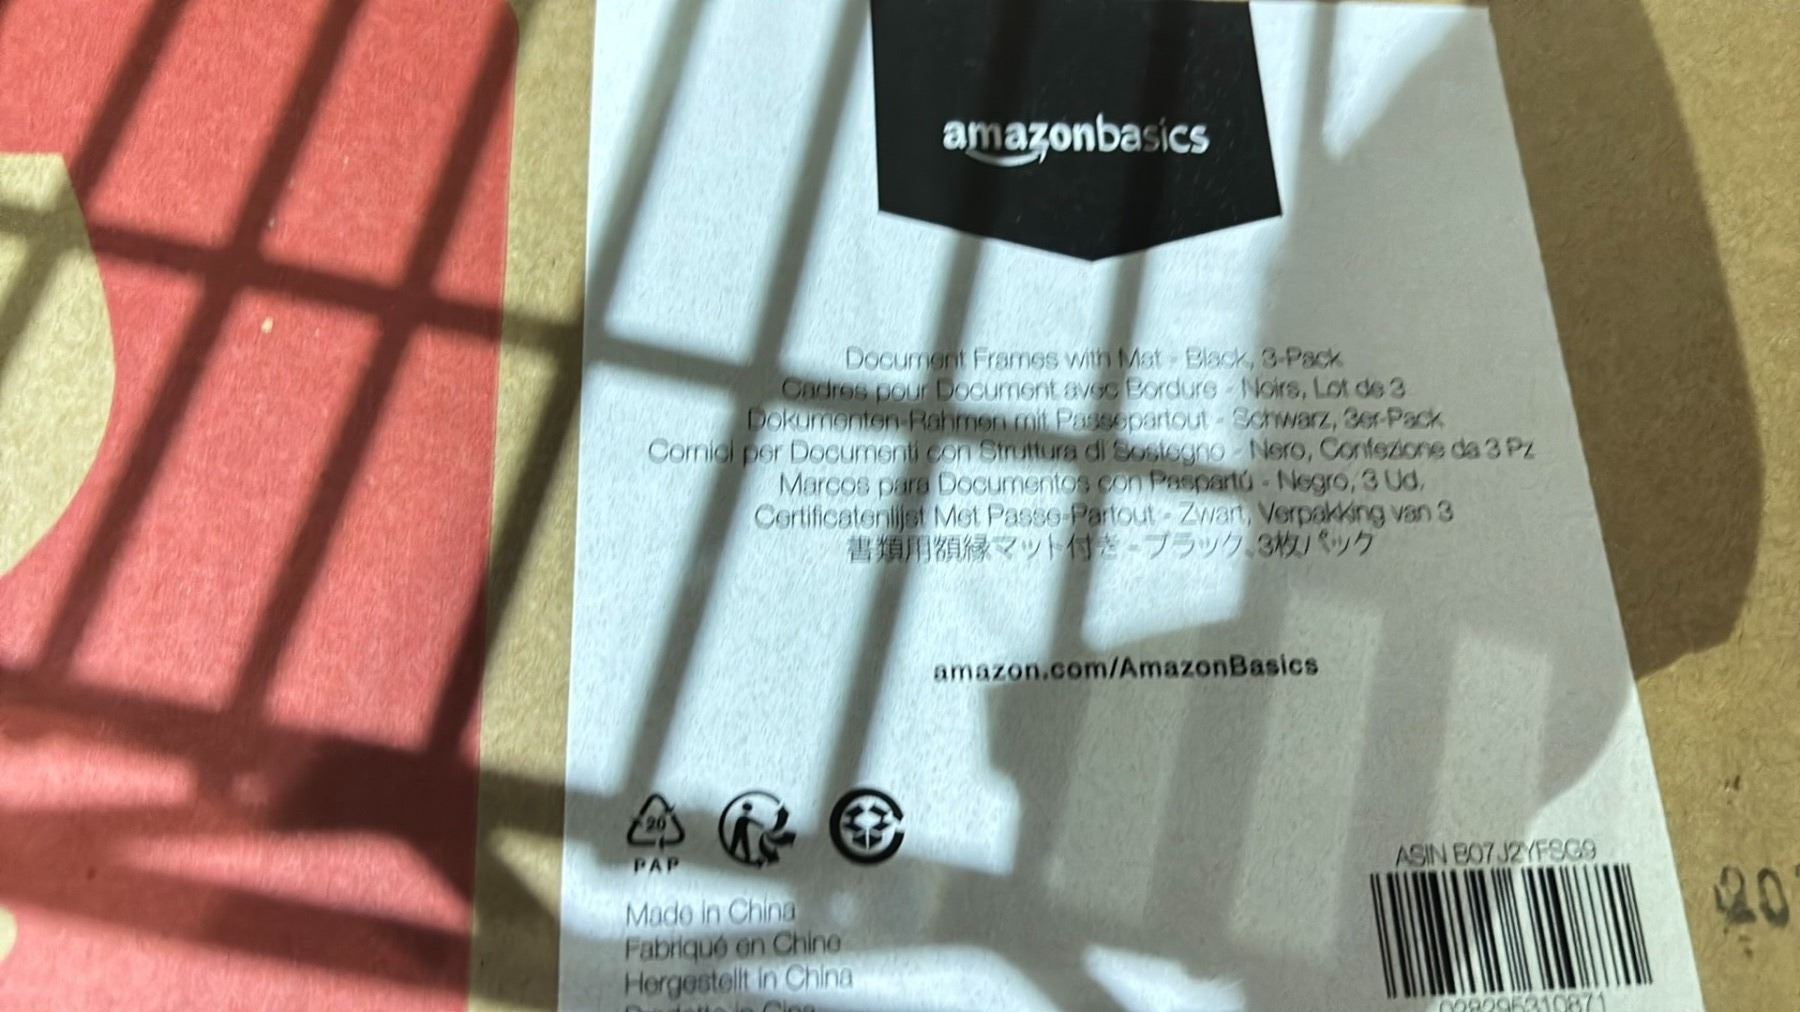 amazonbasics
Document Frames with Mat - Black, 3-Pack
Cadres pour Document avec Bordure - Noirs, Lot de 3
Dokumenten-Rahmen mit Passepartout - Schwarz, 3er-Pack
Cornici per Documenti con Struttura di Sostegno - Nero, Confezione da 3 Pz
Marcos para Documentos con Paspartú - Negro, 3 Ud.
Certificatenlijst Met Passe-Partout - Zwart, Verpakking van 3
書類用額縁マット付き - ブラック、3枚パック
amazon.com/AmazonBasics
20
PAP
ASIN B07J2YFSG9
Made in China
Fabriqué en Chine
Hergestellt in China
028295310871